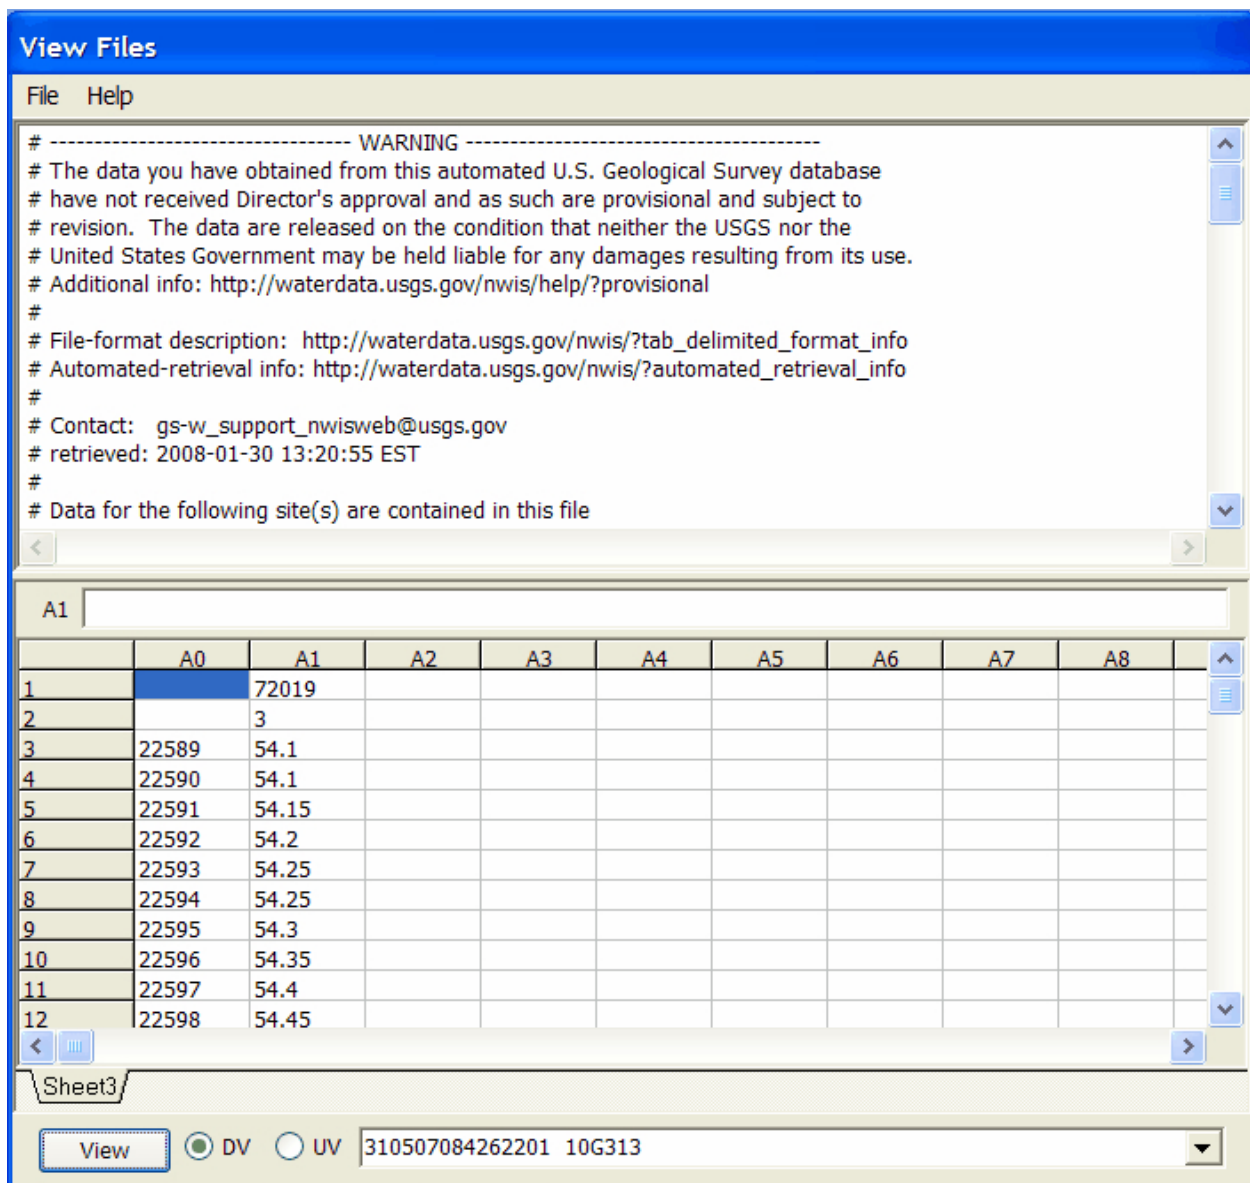 View Files
File Help
# ---------------------------------- WARNING ----------------------------------------
# The data you have obtained from this automated U.S. Geological Survey database
# have not received Director's approval and as such are provisional and subject to
# revision.  The data are released on the condition that neither the USGS nor the
# United States Government may be held liable for any damages resulting from its use.
# Additional info: http://waterdata.usgs.gov/nwis/help/?provisional
#
# File-format description:  http://waterdata.usgs.gov/nwis/?tab_delimited_format_info
# Automated-retrieval info: http://waterdata.usgs.gov/nwis/?automated_retrieval_info
#
# Contact:   gs-w_support_nwisweb@usgs.gov
# retrieved: 2008-01-30 13:20:55 EST
#
# Data for the following site(s) are contained in this file
A1
A0 A1 A2 A3 A4 A5 A6 A7 A8
1 72019
2 3
3 22589 54.1
4 22590 54.1
5 22591 54.15
6 22592 54.2
7 22593 54.25
8 22594 54.25
9 22595 54.3
10 22596 54.35
11 22597 54.4
12 22598 54.45
Sheet3
View DV UV 310507084262201 10G313